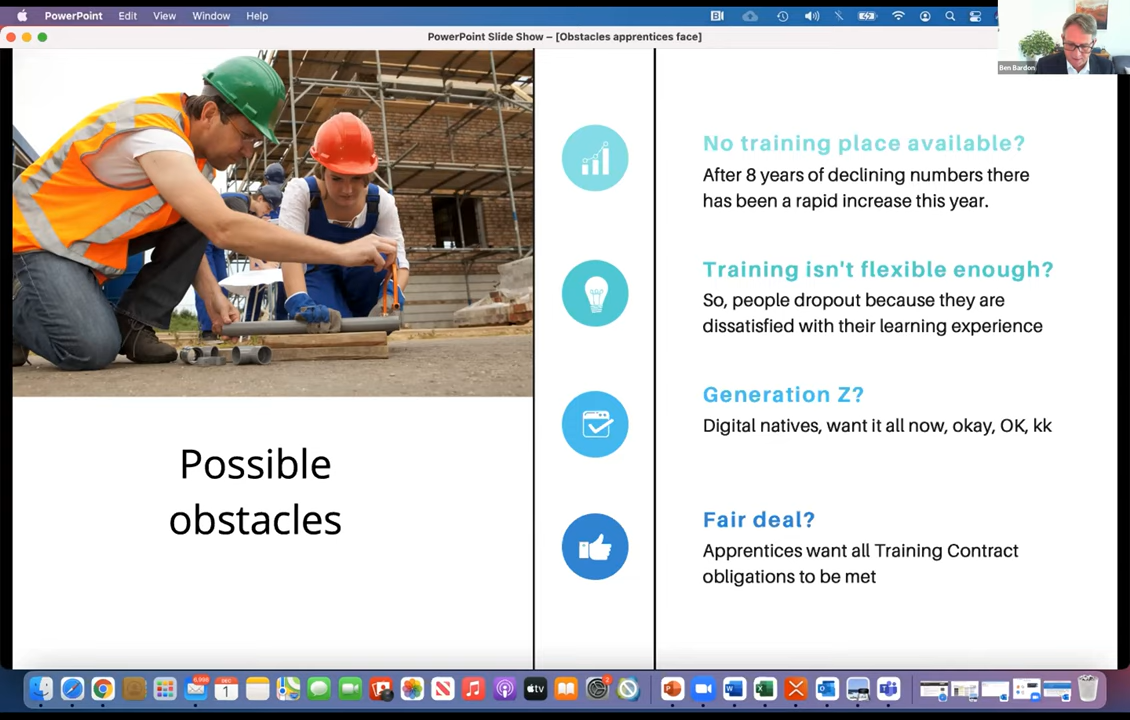 PowerPoint Edit View Window Help
PowerPoint Slide Show – [Obstacles apprentices face]
Ben Bardon
No training place available?
After 8 years of declining numbers there
has been a rapid increase this year.
Training isn't flexible enough?
So, people dropout because they are
dissatisfied with their learning experience
Generation Z?
Digital natives, want it all now, okay, OK, kk
Possible
obstacles
Fair deal?
Apprentices want all Training Contract
obligations to be met
DEC
1
tv